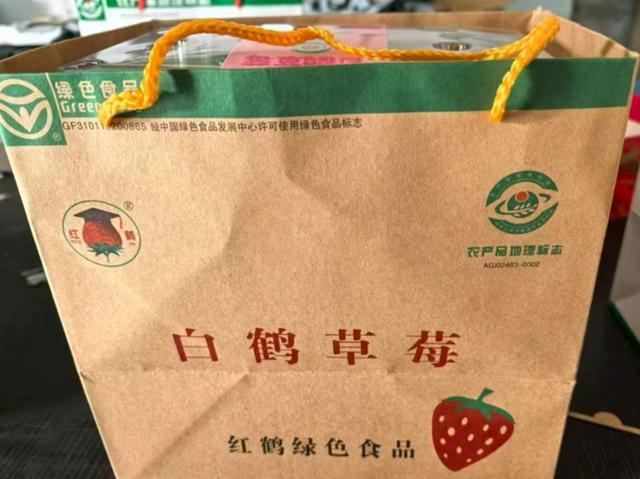 绿色食品
Green
经中国绿色食品发展中心许可使用绿色食品标志
红鹤
®
农产品地理标志
AGI02463-0002
白鹤草莓
红鹤绿色食品